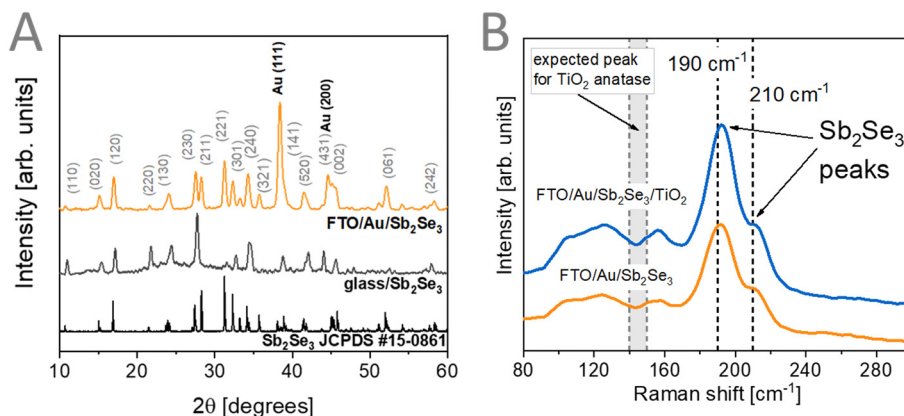 A
Intensity [arb. units]
(110)
(020)
(120)
(220)
(130)
(230)
(211)
(221)
(301)
(240)
(321)
Au (111)
(141)
(520)
Au (200)
(431)
(002)
(061)
(242)
FTO/Au/Sb₂Se₃
glass/Sb₂Se₃
Sb₂Se₃ JCPDS #15-0861
10 20 30 40 50 60
2θ [degrees]
B
Intensity [arb. units]
expected peak
for TiO₂ anatase
190 cm⁻¹
210 cm⁻¹
Sb₂Se₃
peaks
FTO/Au/Sb₂Se₃/TiO₂
FTO/Au/Sb₂Se₃
80 120 160 200 240 280
Raman shift [cm⁻¹]